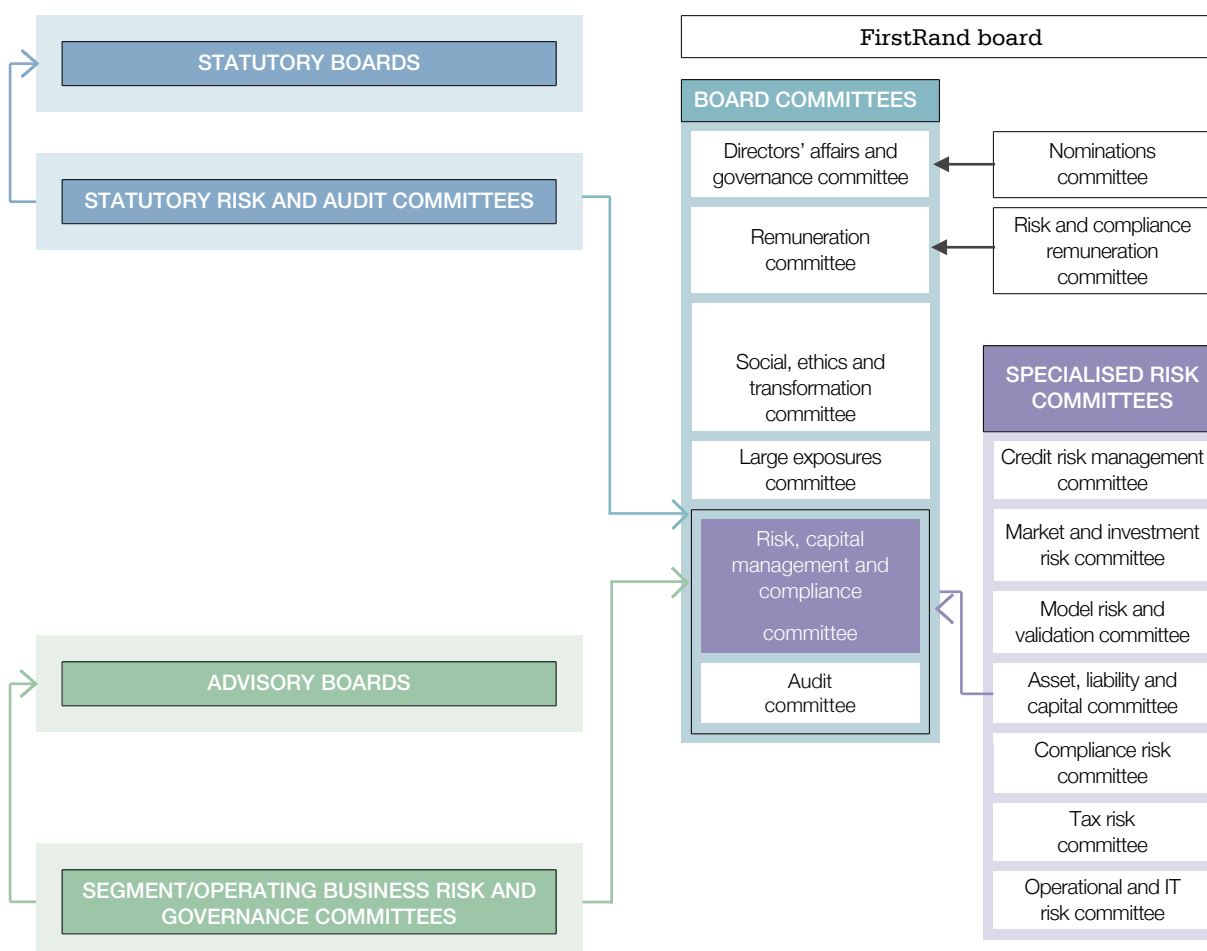 STATUTORY BOARDS
STATUTORY RISK AND AUDIT COMMITTEES
ADVISORY BOARDS
SEGMENT/OPERATING BUSINESS RISK AND
GOVERNANCE COMMITTEES
FirstRand board
BOARD COMMITTEES
Directors' affairs and
governance committee
Remuneration
committee
Social, ethics and
transformation
committee
Large exposures
committee
Risk, capital
management and
compliance
committee
Audit
committee
Nominations
committee
Risk and compliance
remuneration
committee
SPECIALISED RISK
COMMITTEES
Credit risk management
committee
Market and investment
risk committee
Model risk and
validation committee
Asset, liability and
capital committee
Compliance risk
committee
Tax risk
committee
Operational and IT
risk committee